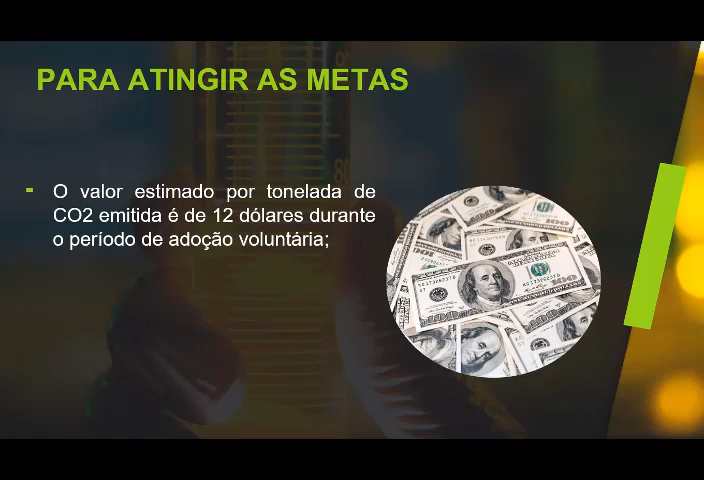 PARA ATINGIR AS METAS
O valor estimado por tonelada de
CO2 emitida é de 12 dólares durante
o período de adoção voluntária;
100